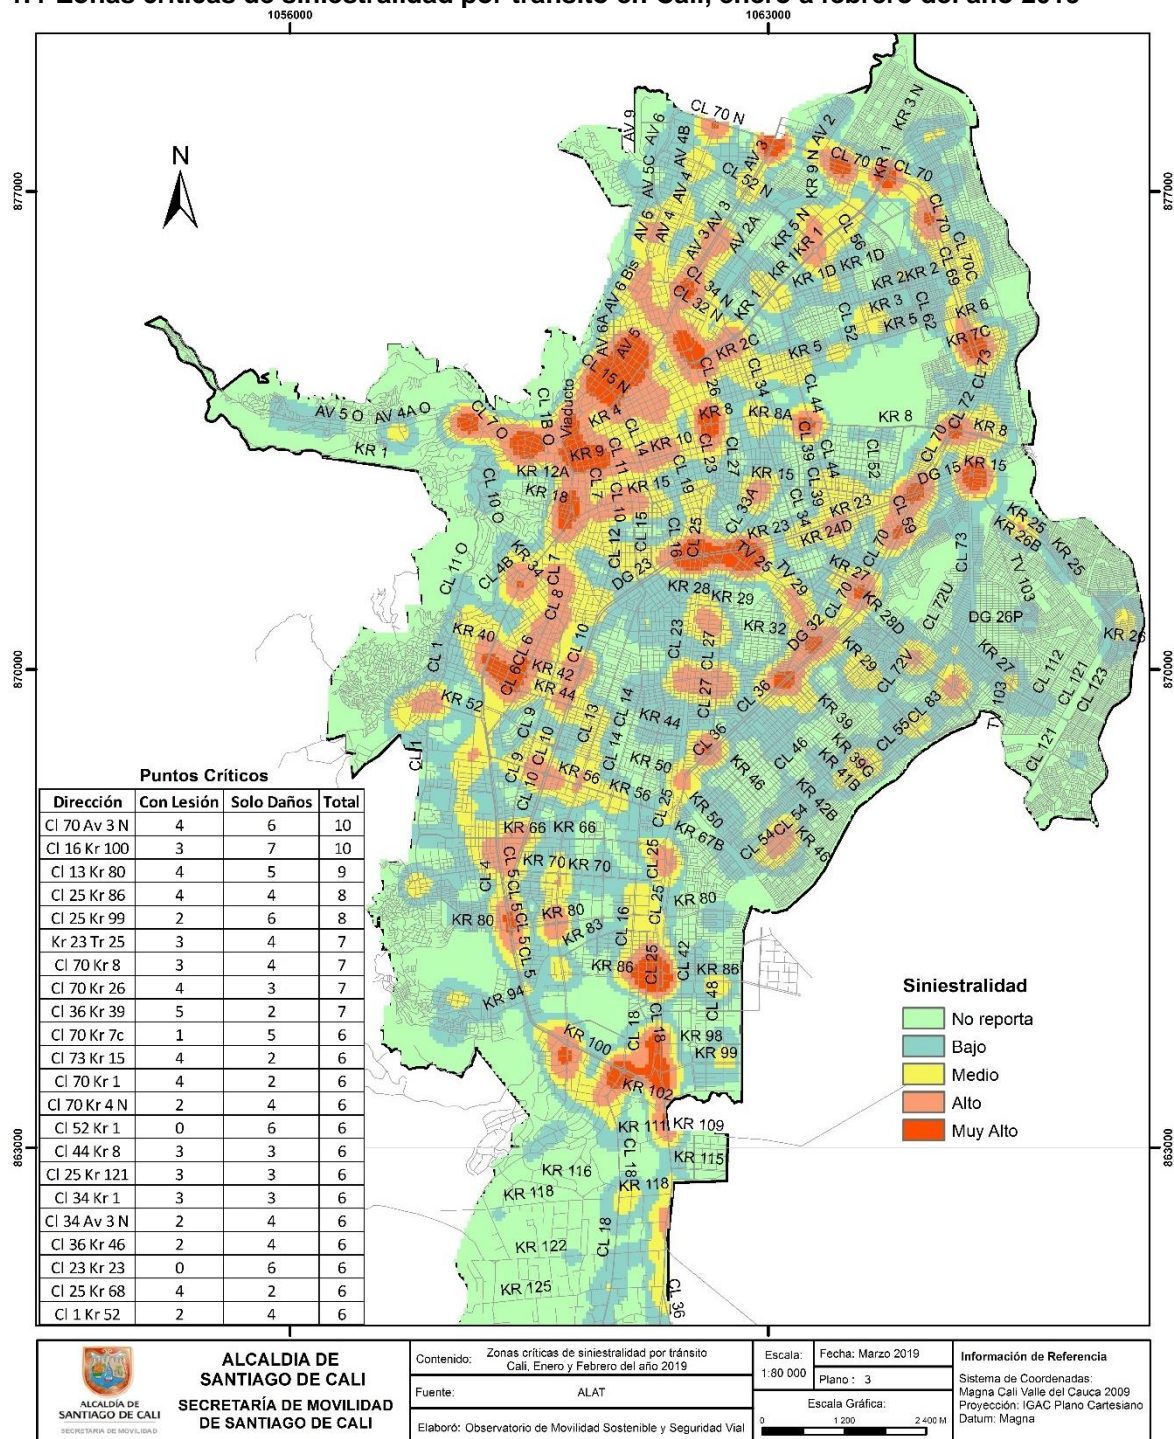 1.1 Zonas críticas de siniestralidad por tránsito en Cali, enero a febrero del año 2019
1056000
1063000
877000
870000
863000
877000
870000
863000
N
CL 70 N
AV 9
AV 6
AV 4B
AV 5C
AV 4
AV 3
AV 2
KR 3 N
CL 52 N
KR 9 N
CL 70
KR 1
CL 70
AV 6
AV 4
AV 3
AV 3
AV 2A
KR 5 N
KR 1
KR 1
CL 56
CL 70
CL 70C
CL 69
KR 1D
KR 1D
KR 2
KR 2
AV 6 Bis
CL 34 N
CL 32 N
KR 1
KR 3
KR 5
CL 62
CL 52
KR 6
KR 7C
CL 73
AV 6A
AV 5
CL 15 N
KR 2C
CL 26
KR 5
CL 34
CL 44
CL 72
AV 5 O
AV 4A O
KR 1
CL 7 O
CL 1B O
Viaducto
KR 4
KR 8
KR 8A
KR 8
KR 8
CL 70
CL 14
KR 10
KR 9
CL 11
CL 23
CL 27
CL 39
CL 44
CL 52
KR 12A
KR 18
CL 7
CL 10
KR 15
CL 19
KR 15
CL 39
DG 15
KR 15
CL 10 O
CL 33A
CL 34
KR 23
KR 23
KR 24D
CL 59
CL 70
KR 25
KR 26B
KR 25
CL 12
CL 15
CL 16
CL 25
TV 25
TV 29
CL 73
TV 103
CL 11 O
CL 4B
KR 34
CL 7
CL 8
DG 23
KR 28
KR 29
KR 27
CL 70
KR 28D
CL 72U
DG 26P
KR 26
KR 40
CL 1
CL 6
CL 6
KR 42
KR 44
CL 10
CL 23
CL 27
KR 32
DG 32
KR 29
CL 72V
KR 27
CL 112
CL 121
CL 123
KR 52
CL 9
CL 10
CL 13
CL 14
KR 44
CL 27
CL 36
KR 39
CL 83
CL 55
TV 103
CL 121
CL 1
CL 9
CL 10
KR 56
CL 14
KR 50
KR 56
CL 36
KR 46
CL 46
KR 39G
KR 41B
CL 25
KR 50
KR 67B
KR 42B
CL 54
CL 54
KR 46
KR 66
KR 66
CL 4
CL 5
KR 70
KR 70
CL 25
KR 80
CL 5
CL 5
CL 5
KR 80
KR 83
CL 16
CL 25
KR 80
KR 86
CL 25
CL 42
KR 86
CL 48
KR 94
KR 100
CL 18
CL 18
KR 98
KR 99
KR 102
KR 111
KR 109
KR 115
CL 18
KR 116
KR 118
KR 118
KR 122
CL 18
KR 125
CL 36
Puntos Críticos
Dirección Con Lesión Solo Daños Total
Cl 70 Av 3 N 4 6 10
Cl 16 Kr 100 3 7 10
Cl 13 Kr 80 4 5 9
Cl 25 Kr 86 4 4 8
Cl 25 Kr 99 2 6 8
Kr 23 Tr 25 3 4 7
Cl 70 Kr 8 3 4 7
Cl 70 Kr 26 4 3 7
Cl 36 Kr 39 5 2 7
Cl 70 Kr 7c 1 5 6
Cl 73 Kr 15 4 2 6
Cl 70 Kr 1 4 2 6
Cl 70 Kr 4 N 2 4 6
Cl 52 Kr 1 0 6 6
Cl 44 Kr 8 3 3 6
Cl 25 Kr 121 3 3 6
Cl 34 Kr 1 3 3 6
Cl 34 Av 3 N 2 4 6
Cl 36 Kr 46 2 4 6
Cl 23 Kr 23 0 6 6
Cl 25 Kr 68 4 2 6
Cl 1 Kr 52 2 4 6
Siniestralidad
No reporta
Bajo
Medio
Alto
Muy Alto
ALCALDÍA DE
SANTIAGO DE CALI
SECRETARÍA DE MOVILIDAD
ALCALDIA DE
SANTIAGO DE CALI
SECRETARÍA DE MOVILIDAD
DE SANTIAGO DE CALI
Contenido: Zonas críticas de siniestralidad por tránsito
Cali, Enero y Febrero del año 2019
Fuente: ALAT
Elaboró: Observatorio de Movilidad Sostenible y Seguridad Vial
Escala:
1:80 000
Fecha: Marzo 2019
Plano : 3
Escala Gráfica:
0 1 200 2 400 M
Información de Referencia
Sistema de Coordenadas:
Magna Cali Valle del Cauca 2009
Proyección: IGAC Plano Cartesiano
Datum: Magna